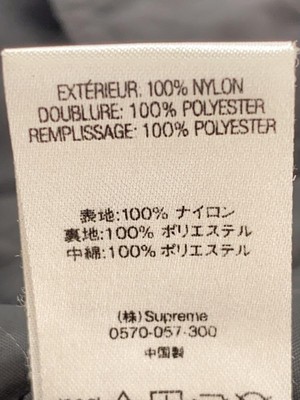 EXTÉRIEUR: 100% NYLON
DOUBLURE: 100% POLYESTER
REMPLISSAGE: 100% POLYESTER
表地:100% ナイロン
裏地:100% ポリエステル
中綿:100% ポリエステル
(株) Supreme
0570-057-300
中国製